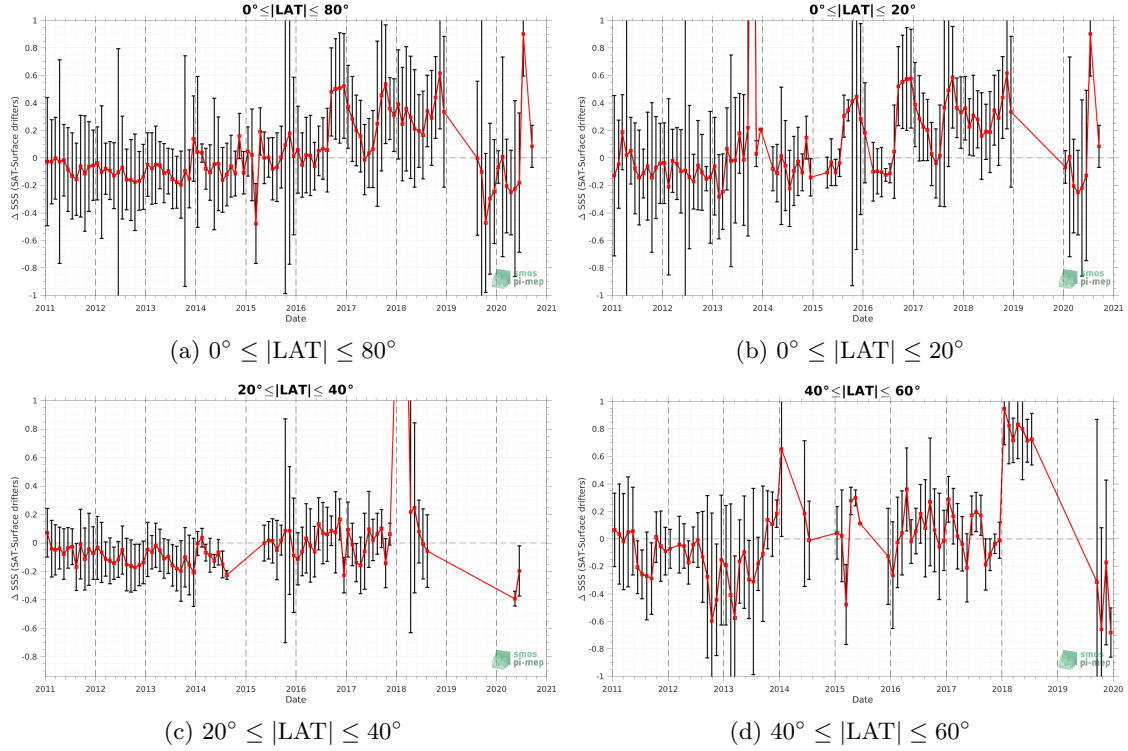 0°≤|LAT|≤ 80°
1
0.8
0.6
0.4
0.2
0
-0.2
-0.4
-0.6
-0.8
-1
Δ SSS (SAT-Surface drifters)
2011 2012 2013 2014 2015 2016 2017 2018 2019 2020 2021
Date
smos
pi-mep
(a) 0° ≤ |LAT| ≤ 80°
0°≤|LAT|≤ 20°
1
0.8
0.6
0.4
0.2
0
-0.2
-0.4
-0.6
-0.8
-1
Δ SSS (SAT-Surface drifters)
2011 2012 2013 2014 2015 2016 2017 2018 2019 2020 2021
Date
smos
pi-mep
(b) 0° ≤ |LAT| ≤ 20°
20°≤|LAT|≤ 40°
1
0.8
0.6
0.4
0.2
0
-0.2
-0.4
-0.6
-0.8
Δ SSS (SAT-Surface drifters)
2011 2012 2013 2014 2015 2016 2017 2018 2019 2020 2021
Date
smos
pi-mep
(c) 20° ≤ |LAT| ≤ 40°
40°≤|LAT|≤ 60°
1
0.8
0.6
0.4
0.2
0
-0.2
-0.4
-0.6
-0.8
-1
Δ SSS (SAT-Surface drifters)
2011 2012 2013 2014 2015 2016 2017 2018 2019 2020
Date
smos
pi-mep
(d) 40° ≤ |LAT| ≤ 60°